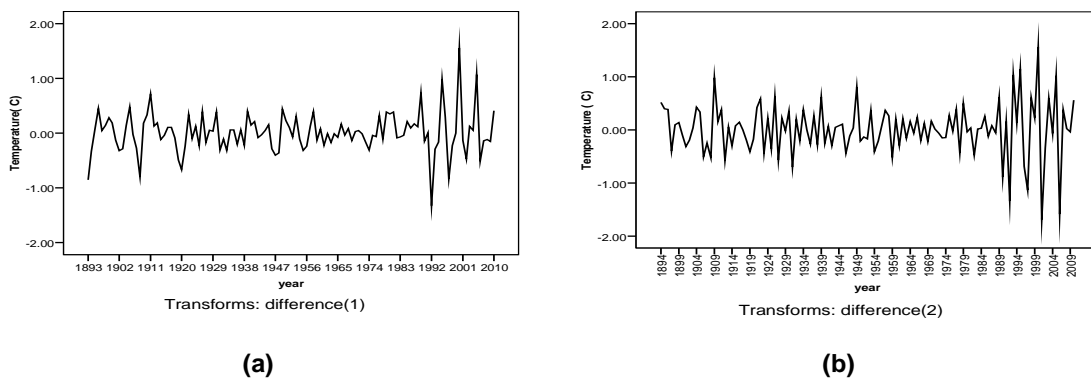 2.00
1.00
0.00
-1.00
-2.00
Temperature( C)
1893 1902 1911 1920 1929 1938 1947 1956 1965 1974 1983 1992 2001 2010
year
Transforms: difference(1)
(a)
2.00
1.00
0.00
-1.00
-2.00
Temperature( C)
1894 1899 1904 1909 1914 1919 1924 1929 1934 1939 1944 1949 1954 1959 1964 1969 1974 1979 1984 1989 1994 1999 2004 2009
year
Transforms: difference(2)
(b)